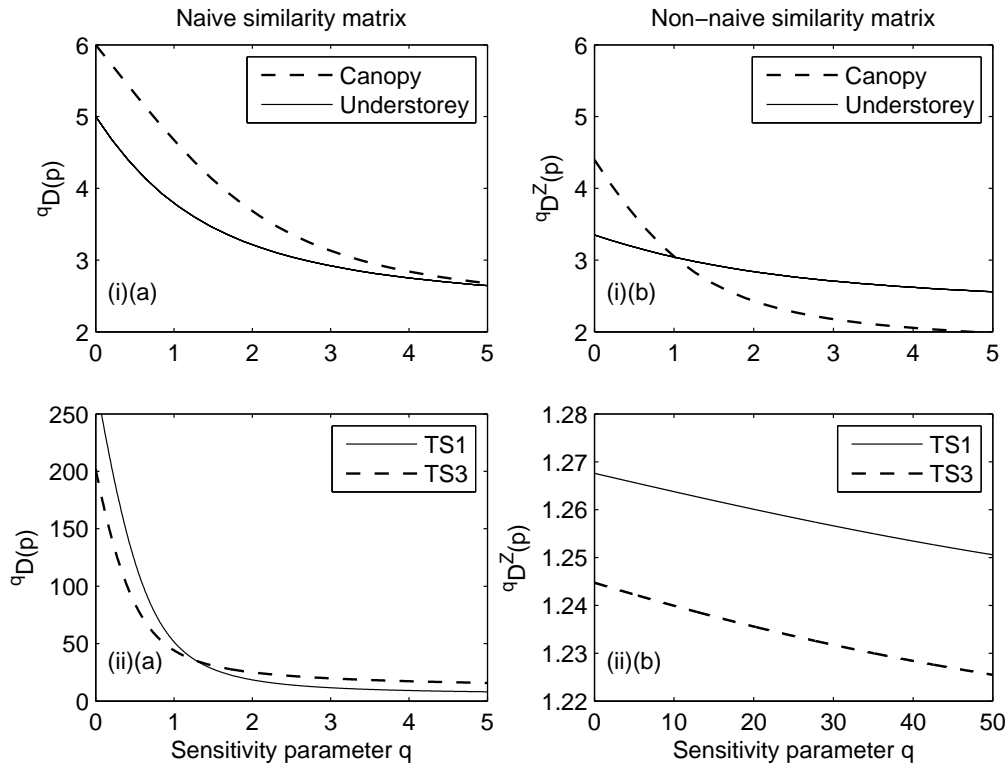 Naive similarity matrix
6
5
4
3
2
0 1 2 3 4 5
qD(p)
Canopy
Understorey
(i)(a)
Non−naive similarity matrix
6
5
4
3
2
0 1 2 3 4 5
qDZ(p)
Canopy
Understorey
(i)(b)
250
200
150
100
50
0
0 1 2 3 4 5
qD(p)
TS1
TS3
(ii)(a)
Sensitivity parameter q
1.28
1.27
1.26
1.25
1.24
1.23
1.22
0 10 20 30 40 50
qDZ(p)
TS1
TS3
(ii)(b)
Sensitivity parameter q